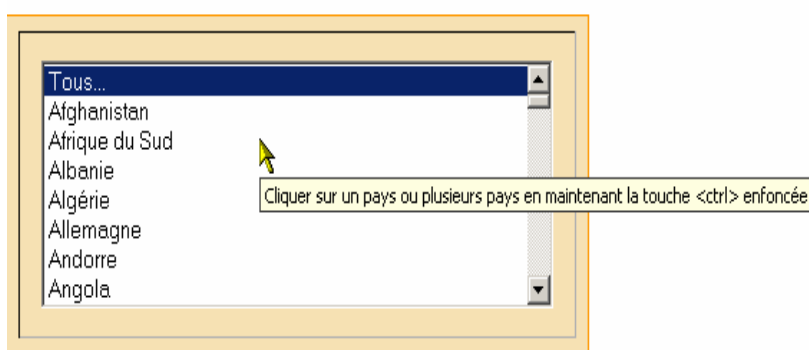 Tous...
Afghanistan
Afrique du Sud
Albanie
Algérie
Cliquer sur un pays ou plusieurs pays en maintenant la touche <ctrl> enfoncée
Allemagne
Andorre
Angola